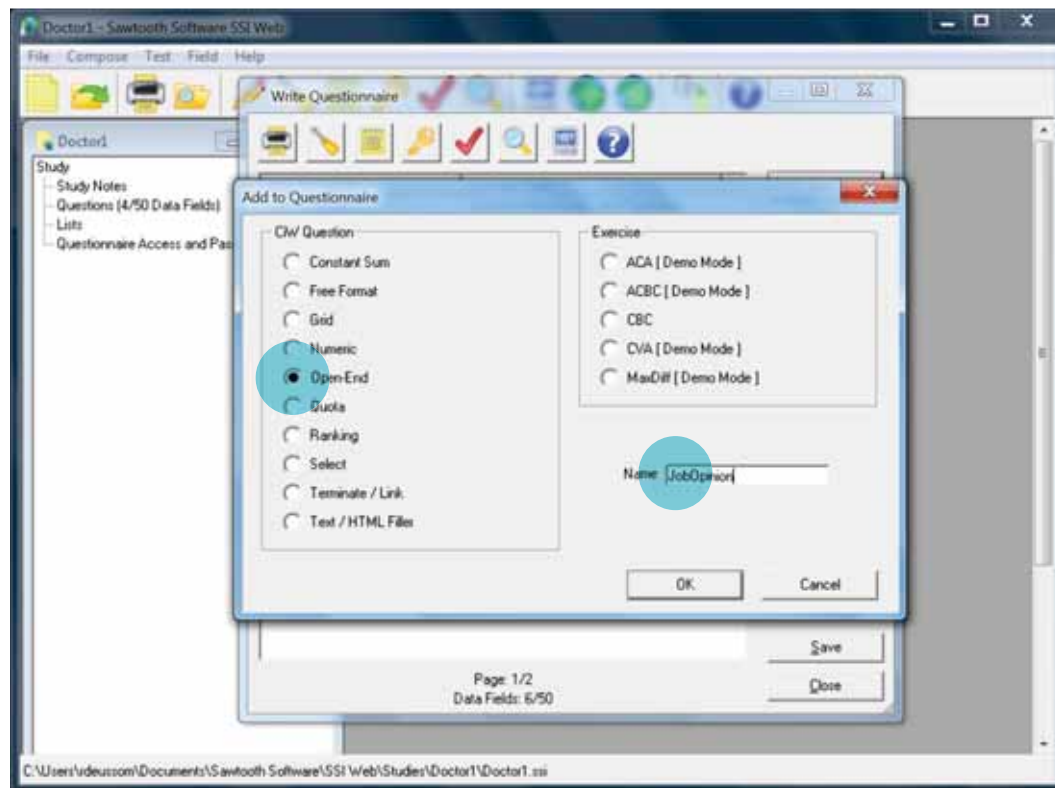 Doctor1 - Sawtooth Software SSI Web
File Compose Test Field Help
Write Questionnaire
Doctor1
Study
Study Notes
Questions (4/50 Data Fields)
Lists
Questionnaire Access and Pas
Add to Questionnaire
CiW Question
Constant Sum
Free Format
Grid
Numeric
Open-End
Quota
Ranking
Select
Terminate / Link
Text / HTML Filler
Exercise
ACA [ Demo Mode ]
ACBC [ Demo Mode ]
CBC
CVA [ Demo Mode ]
MaxDiff [ Demo Mode ]
Name JobOpinion
OK Cancel
Save
Page: 1/2
Close
Data Fields: 6/50
C:\Users\rdeussom\Documents\Sawtooth Software\SSI Web\Studies\Doctor1\Doctor1.ssi